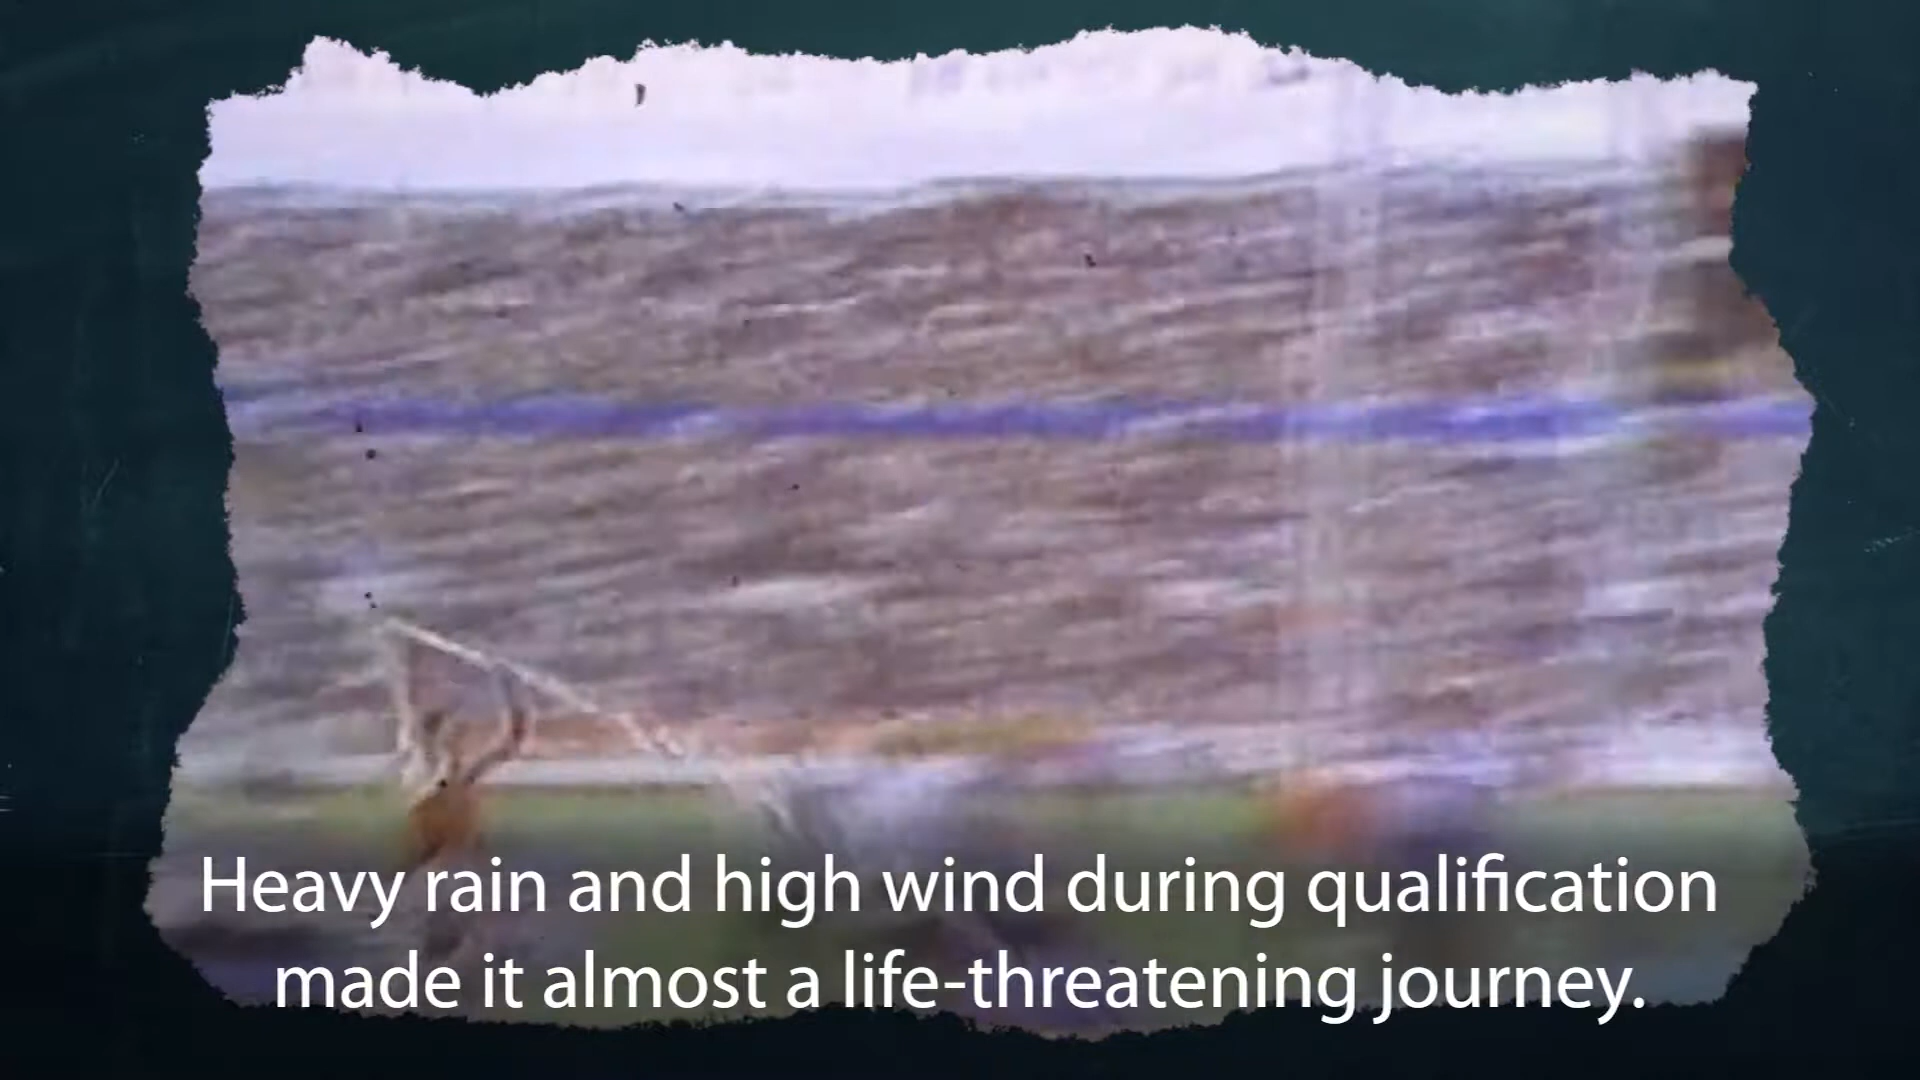 Heavy rain and high wind during qualification
made it almost a life-threatening journey.